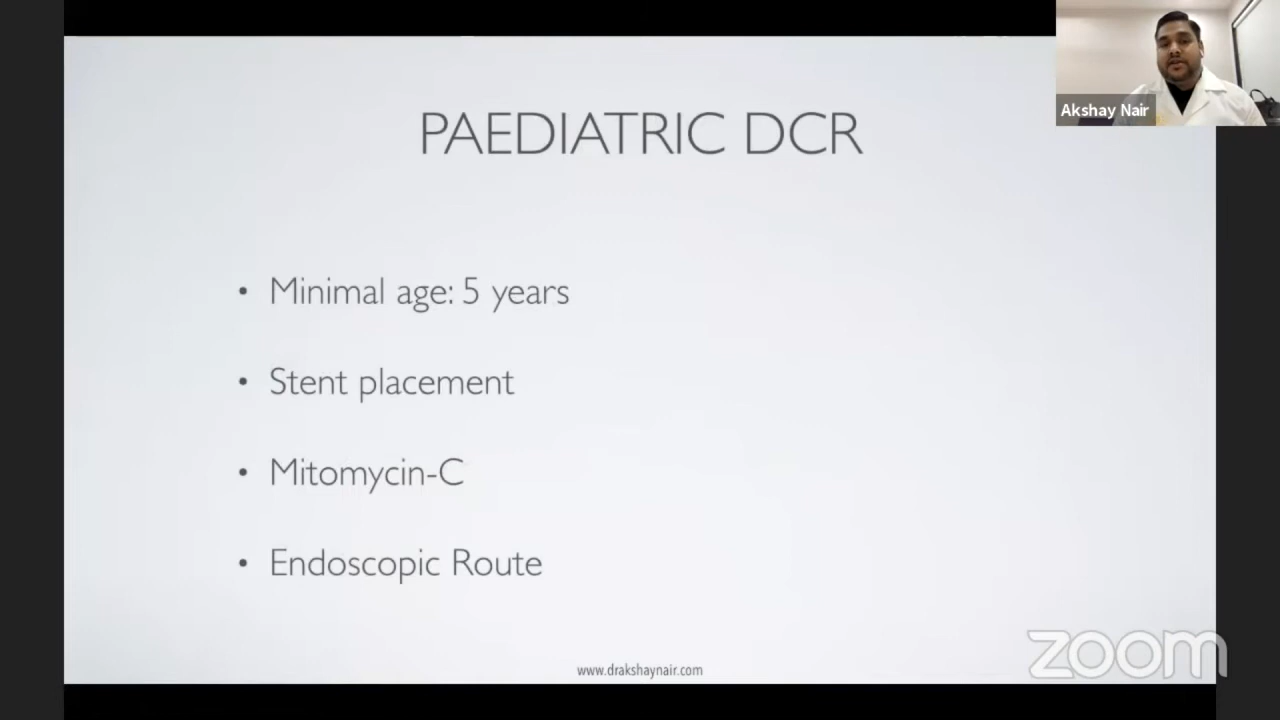 PAEDIATRIC DCR
Akshay Nair
• Minimal age: 5 years
• Stent placement
• Mitomycin-C
• Endoscopic Route
www.drakshaynair.com
zoom